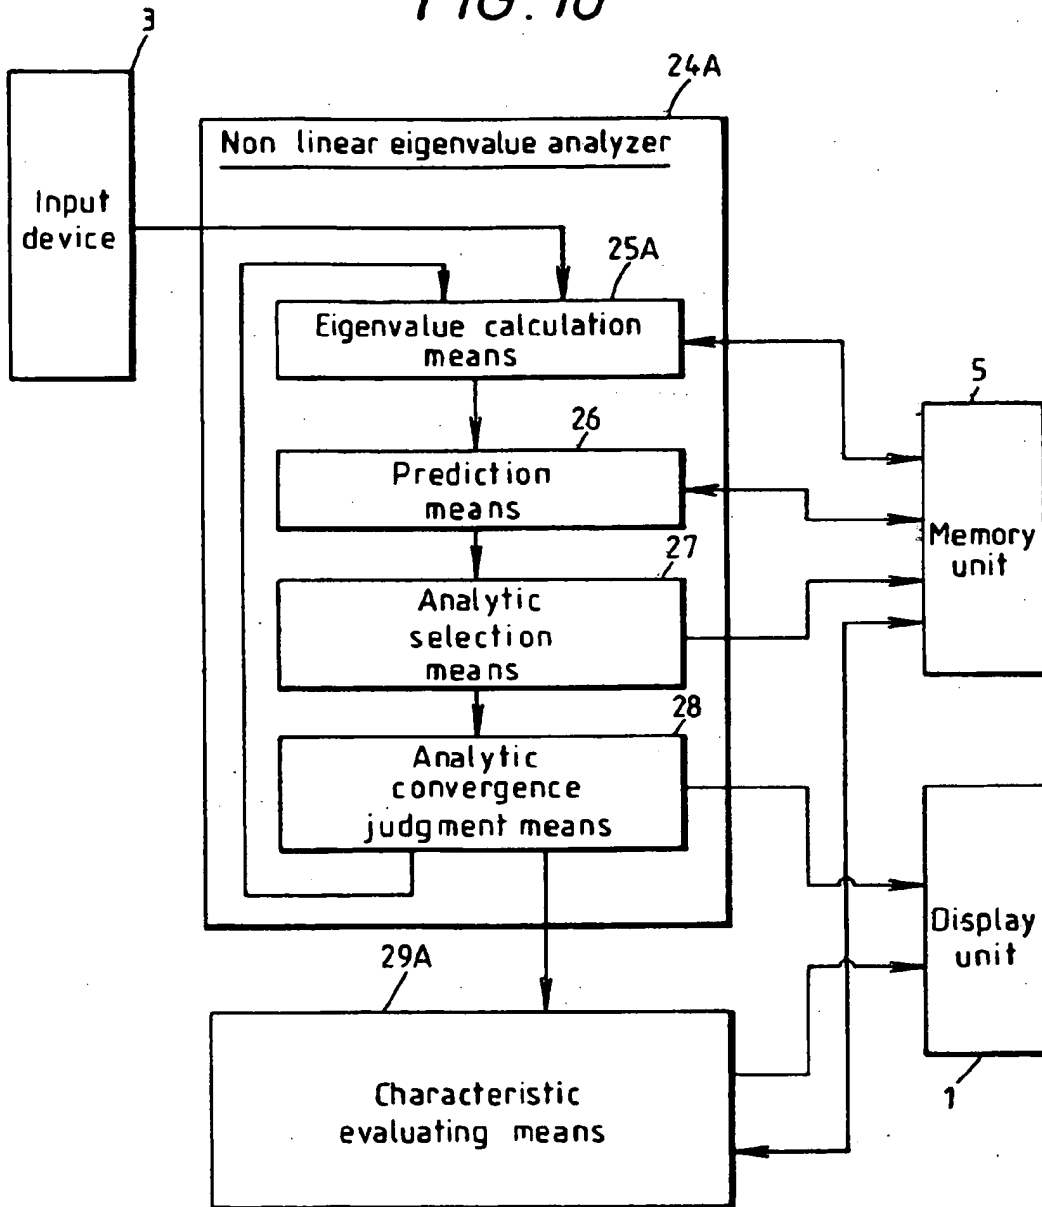 FIG. 10
3
Input
device
24A
Non linear eigenvalue analyzer
25A
Eigenvalue calculation
means
26
Prediction
means
27
Analytic
selection
means
28
Analytic
convergence
judgment means
5
Memory
unit
Display
unit
1
29A
Characteristic
evaluating means